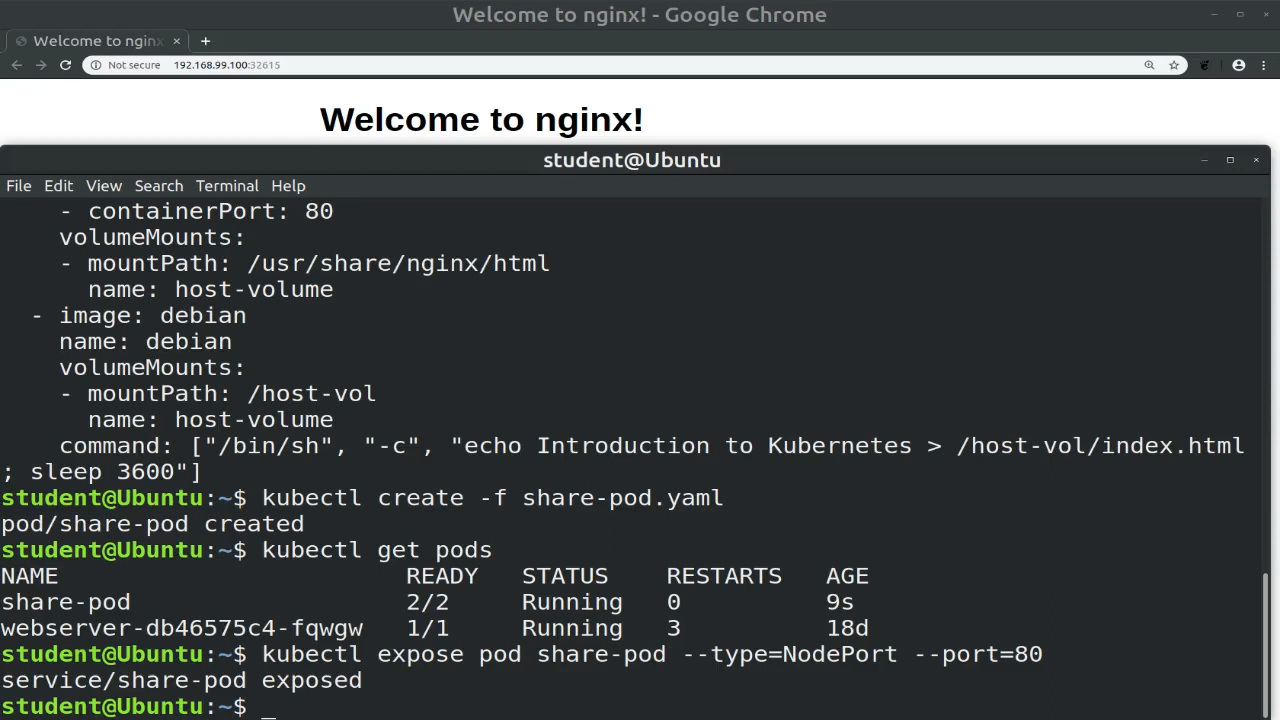 Welcome to nginx! - Google Chrome
Welcome to nginx
Not secure 192.168.99.100:32615
Welcome to nginx!
student@Ubuntu
File Edit View Search Terminal Help
- containerPort: 80
volumeMounts:
- mountPath: /usr/share/nginx/html
name: host-volume
- image: debian
name: debian
volumeMounts:
- mountPath: /host-vol
name: host-volume
command: ["/bin/sh", "-c", "echo Introduction to Kubernetes > /host-vol/index.html
; sleep 3600"]
student@Ubuntu:~$ kubectl create -f share-pod.yaml
pod/share-pod created
student@Ubuntu:~$ kubectl get pods
NAME READY STATUS RESTARTS AGE
share-pod 2/2 Running 0 9s
webserver-db46575c4-fqwgw 1/1 Running 3 18d
student@Ubuntu:~$ kubectl expose pod share-pod --type=NodePort --port=80
service/share-pod exposed
student@Ubuntu:~$ _